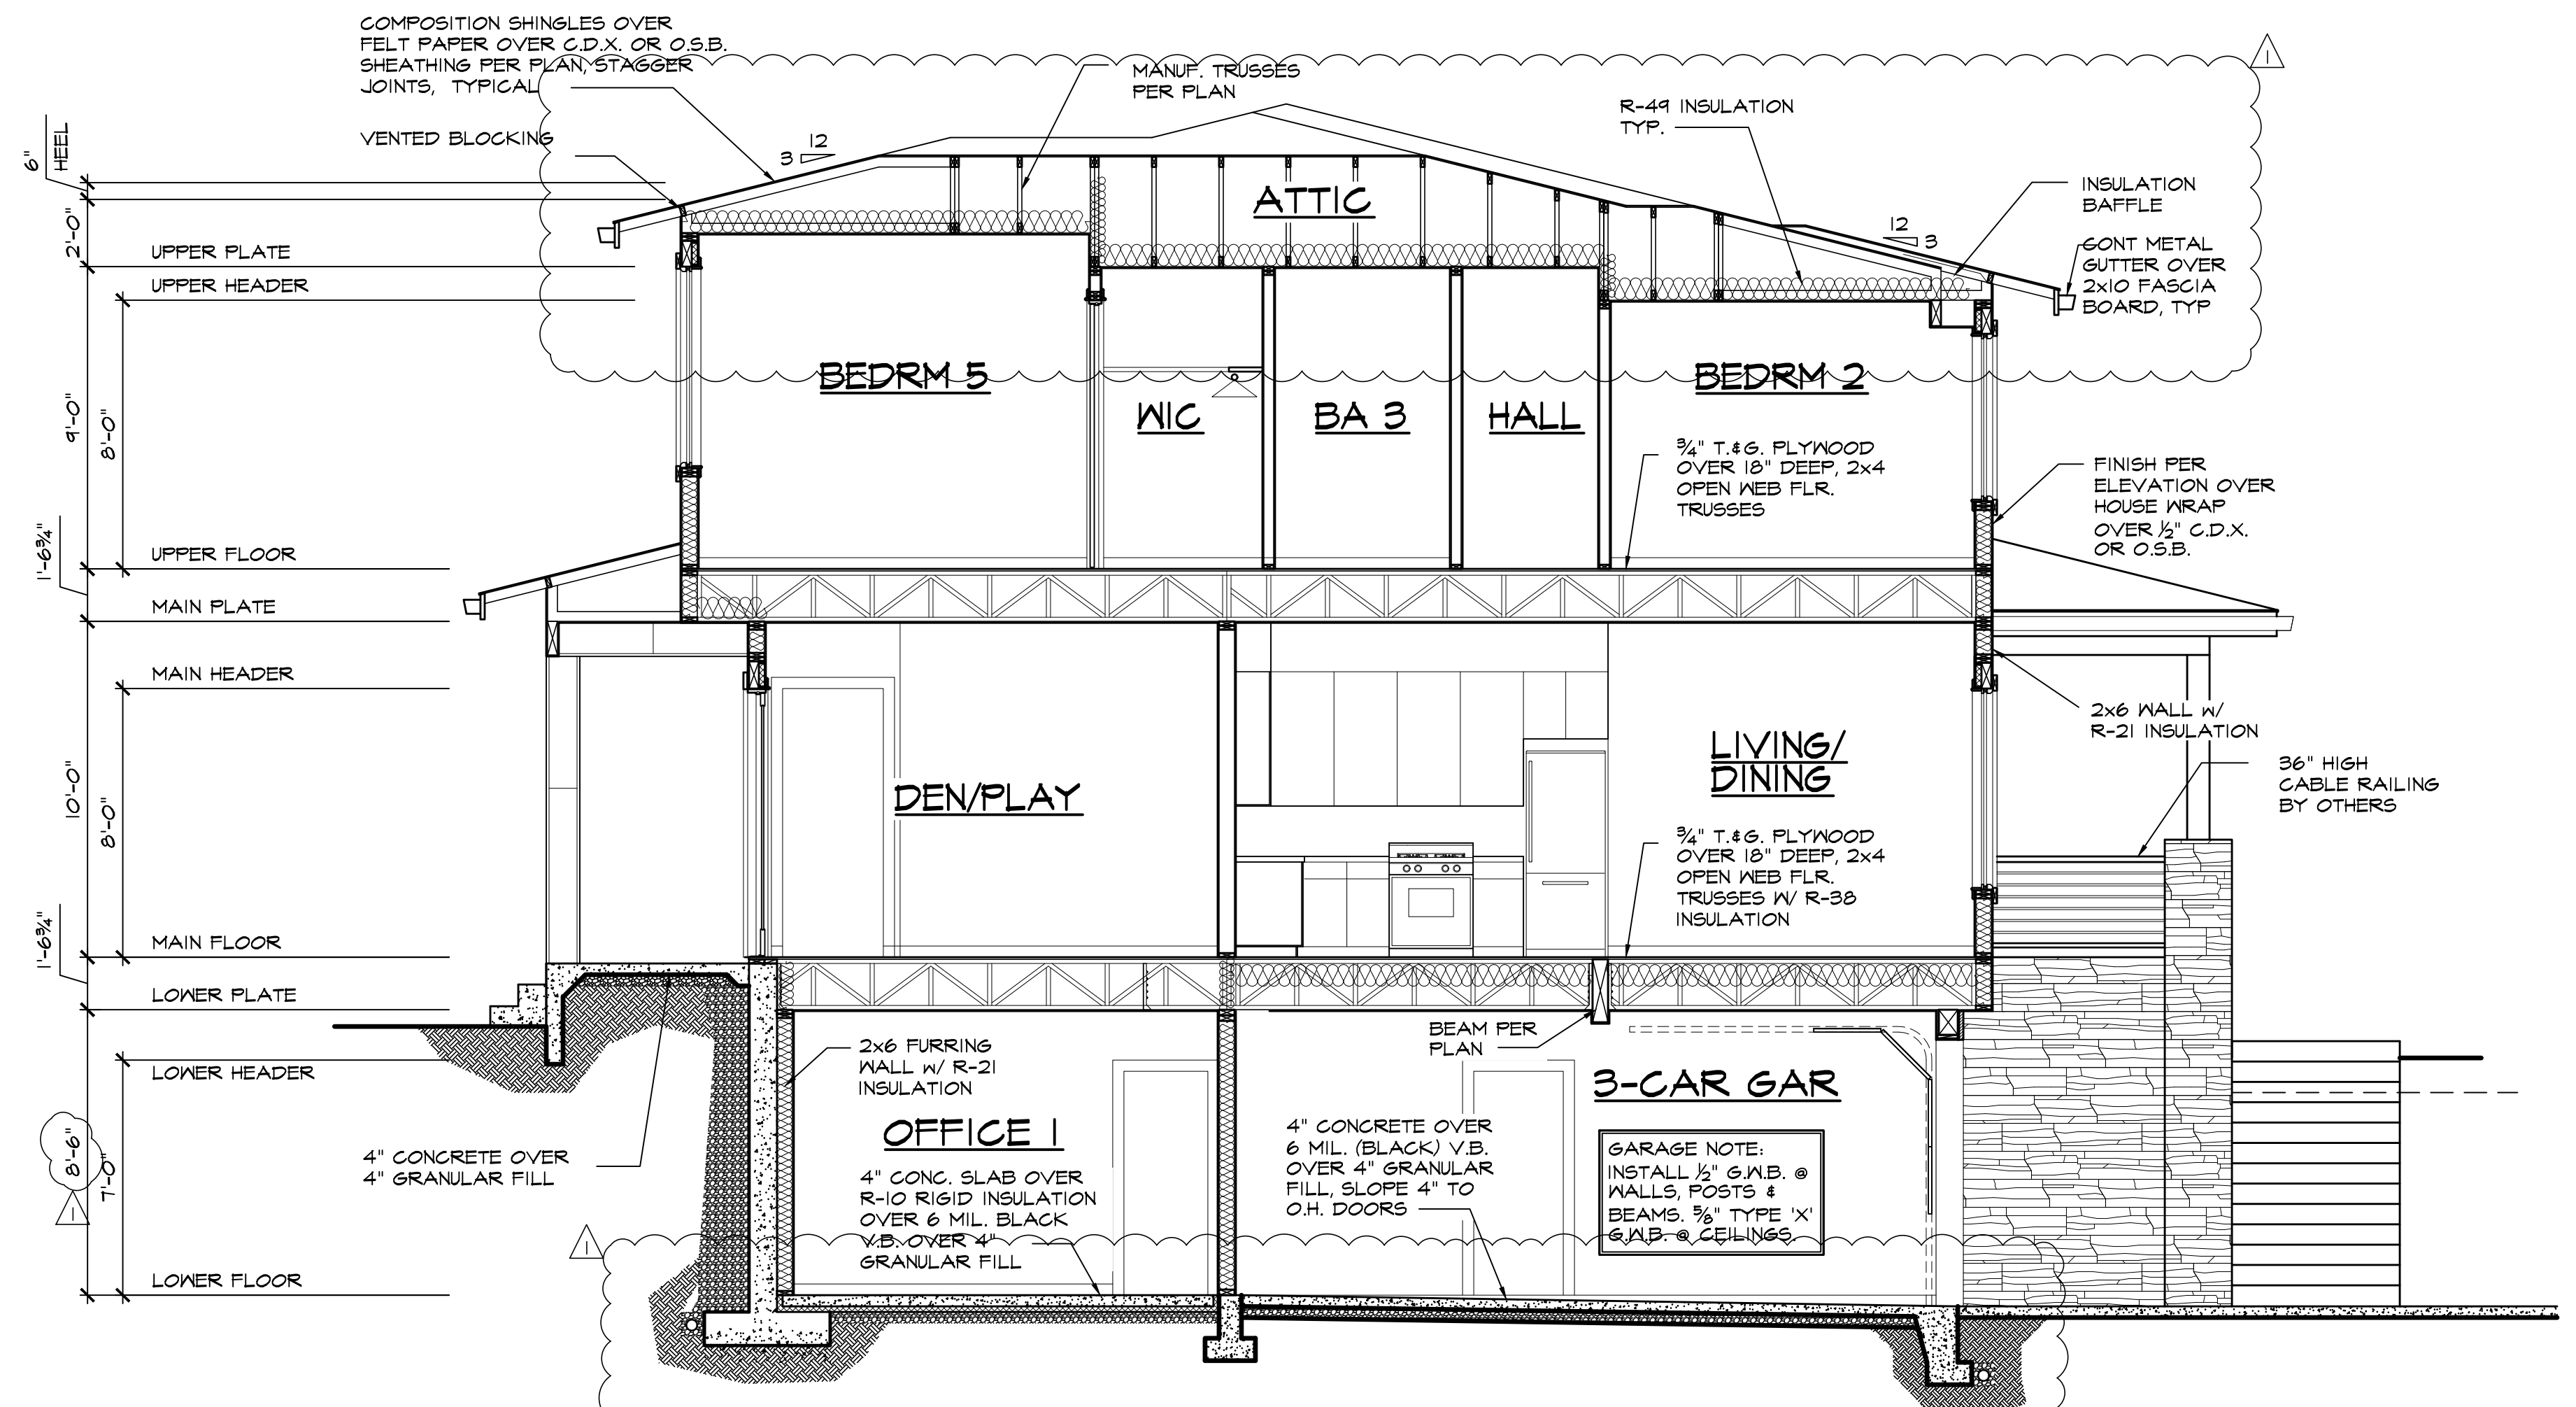 COMPOSITION SHINGLES OVER
FELT PAPER OVER C.D.X. OR O.S.B.
SHEATHING PER PLAN, STAGGER
JOINTS, TYPICAL
VENTED BLOCKING
MANUF. TRUSSES
PER PLAN
R-49 INSULATION
TYP.
1
12
3
ATTIC
12
3
INSULATION
BAFFLE
CONT METAL
GUTTER OVER
2x10 FASCIA
BOARD, TYP
6"
HEEL
2'-0"
UPPER PLATE
UPPER HEADER
9'-0"
8'-0"
BEDRM 5
WIC
BA 3
HALL
BEDRM 2
3/4" T.&G. PLYWOOD
OVER 18" DEEP, 2x4
OPEN WEB FLR.
TRUSSES
FINISH PER
ELEVATION OVER
HOUSE WRAP
OVER 1/2" C.D.X.
OR O.S.B.
UPPER FLOOR
1'-6 3/4"
MAIN PLATE
MAIN HEADER
10'-0"
8'-0"
DEN/PLAY
LIVING/
DINING
2x6 WALL w/
R-21 INSULATION
36" HIGH
CABLE RAILING
BY OTHERS
3/4" T.&G. PLYWOOD
OVER 18" DEEP, 2x4
OPEN WEB FLR.
TRUSSES W/ R-38
INSULATION
MAIN FLOOR
1'-6 3/4"
LOWER PLATE
LOWER HEADER
8'-6"
7'-0"
1
4" CONCRETE OVER
4" GRANULAR FILL
2x6 FURRING
WALL w/ R-21
INSULATION
OFFICE 1
4" CONC. SLAB OVER
R-10 RIGID INSULATION
OVER 6 MIL. BLACK
V.B. OVER 4"
GRANULAR FILL
BEAM PER
PLAN
3-CAR GAR
4" CONCRETE OVER
6 MIL. (BLACK) V.B.
OVER 4" GRANULAR
FILL, SLOPE 4" TO
O.H. DOORS
GARAGE NOTE:
INSTALL 1/2" G.W.B. @
WALLS, POSTS &
BEAMS. 5/8" TYPE 'X'
G.W.B. @ CEILINGS.
1
LOWER FLOOR